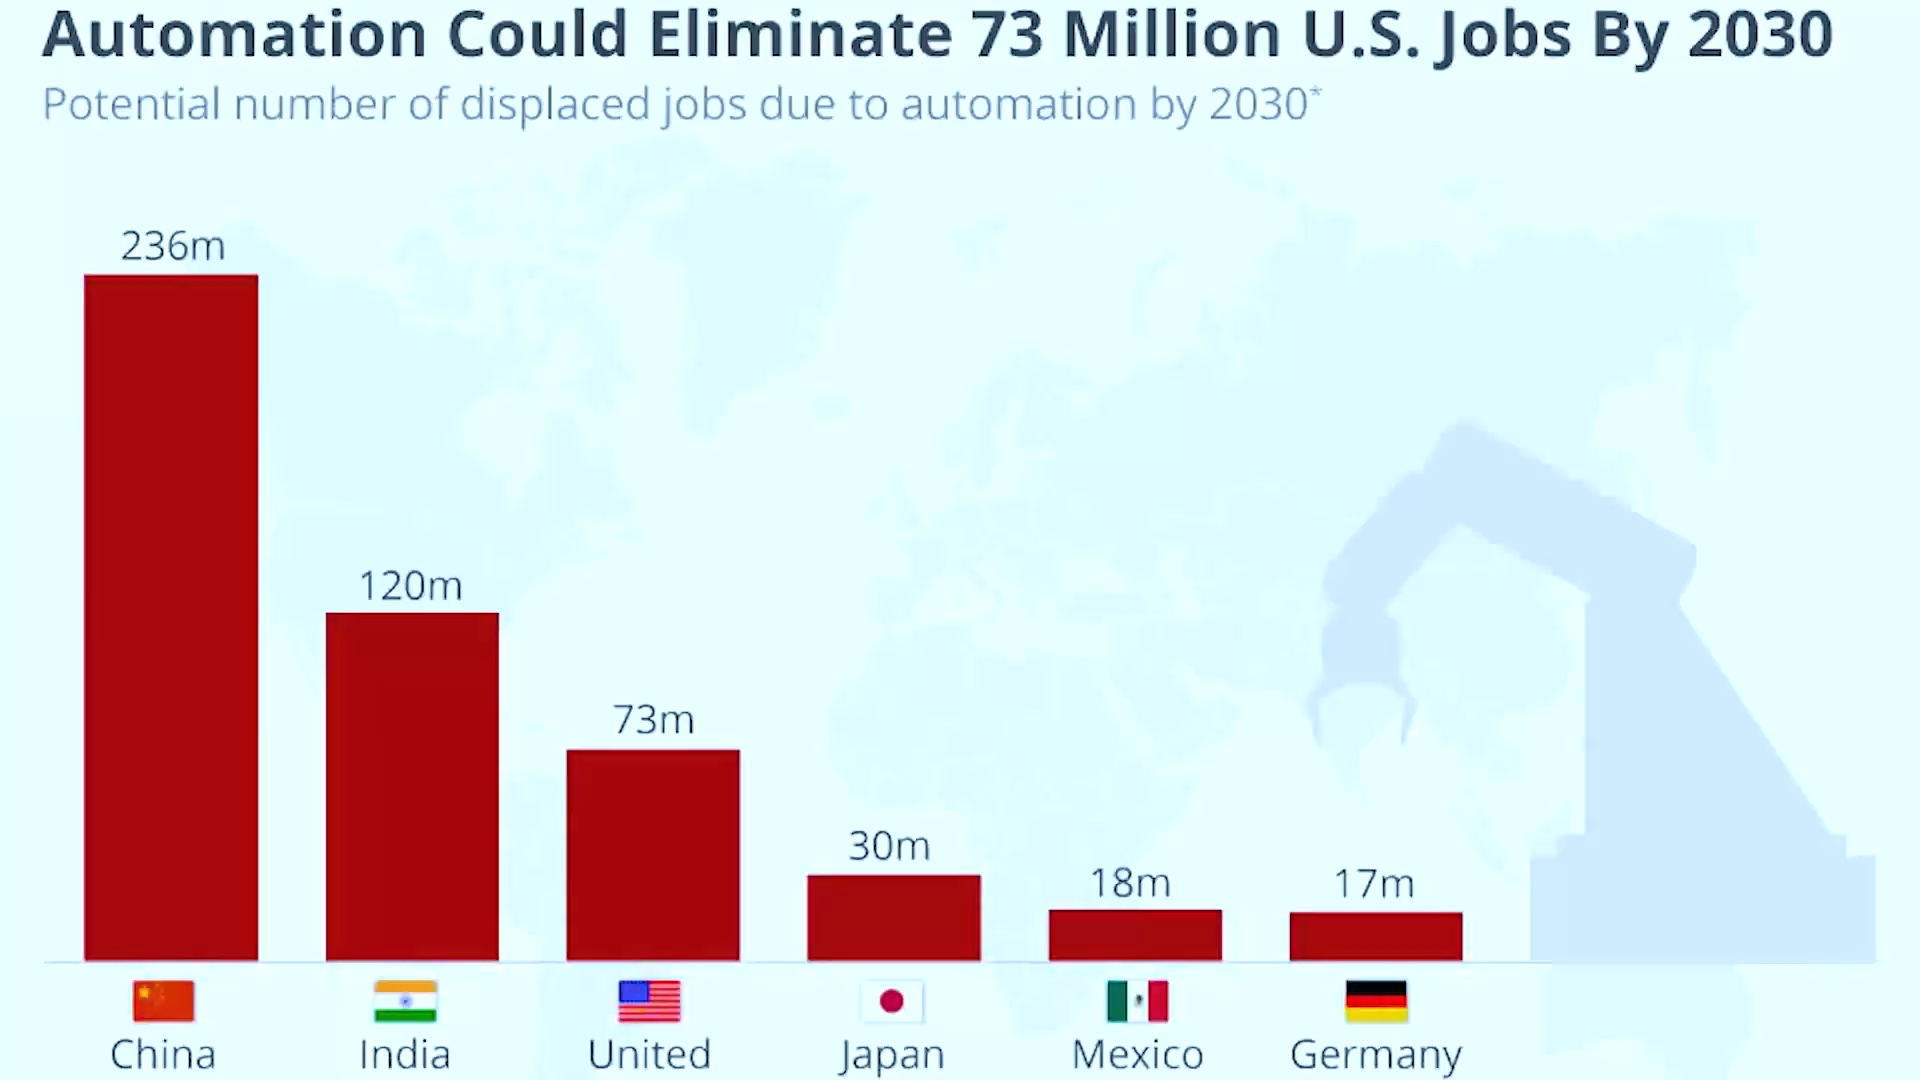 Automation Could Eliminate 73 Million U.S. Jobs By 2030
Potential number of displaced jobs due to automation by 2030*
236m
120m
73m
30m
18m
17m
China India United Japan Mexico Germany